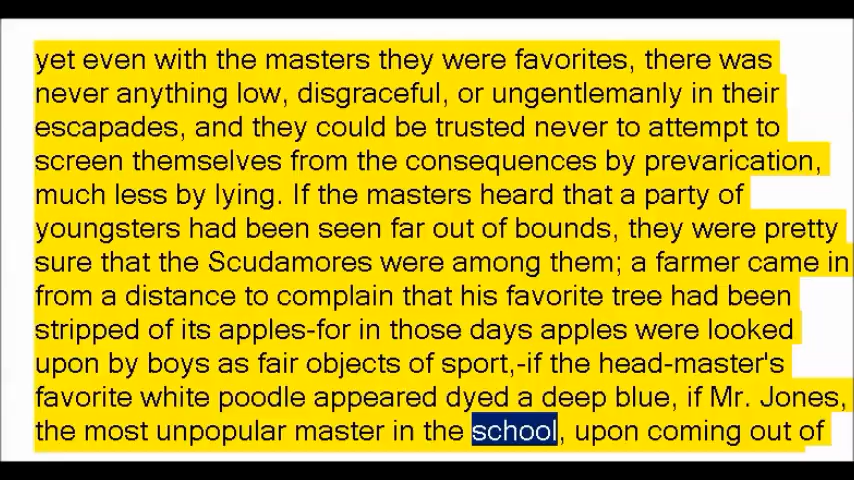 yet even with the masters they were favorites, there was
never anything low, disgraceful, or ungentlemanly in their
escapades, and they could be trusted never to attempt to
screen themselves from the consequences by prevarication,
much less by lying. If the masters heard that a party of
youngsters had been seen far out of bounds, they were pretty
sure that the Scudamores were among them; a farmer came in
from a distance to complain that his favorite tree had been
stripped of its apples-for in those days apples were looked
upon by boys as fair objects of sport,-if the head-master's
favorite white poodle appeared dyed a deep blue, if Mr. Jones,
the most unpopular master in the school, upon coming out of